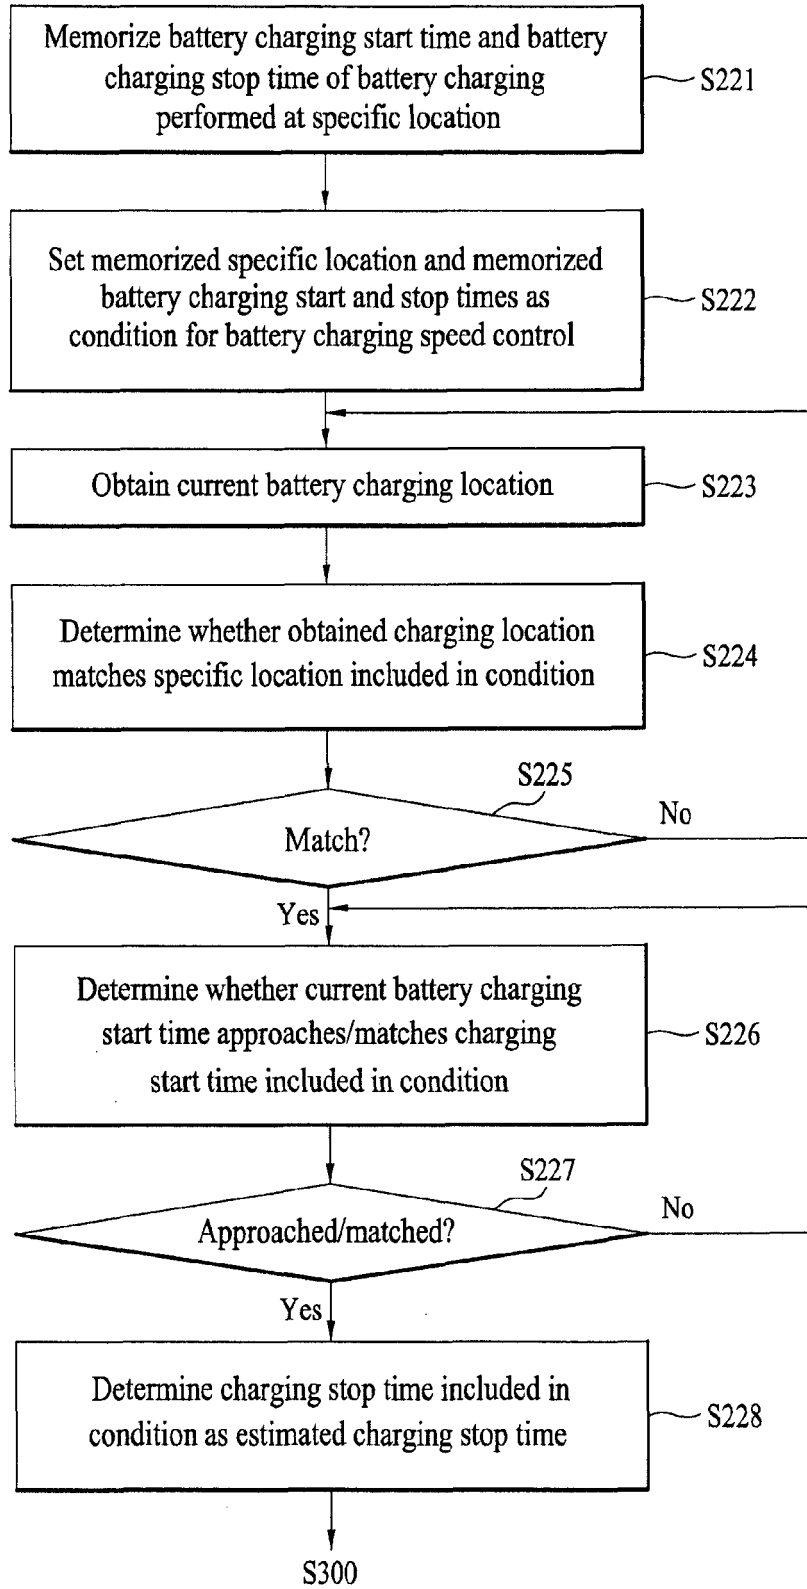 Memorize battery charging start time and battery
charging stop time of battery charging
performed at specific location
S221
Set memorized specific location and memorized
battery charging start and stop times as
condition for battery charging speed control
S222
Obtain current battery charging location
S223
Determine whether obtained charging location
matches specific location included in condition
S224
S225
Match?
No
Yes
Determine whether current battery charging
start time approaches/matches charging
start time included in condition
S226
S227
Approached/matched?
No
Yes
Determine charging stop time included in
condition as estimated charging stop time
S228
S300